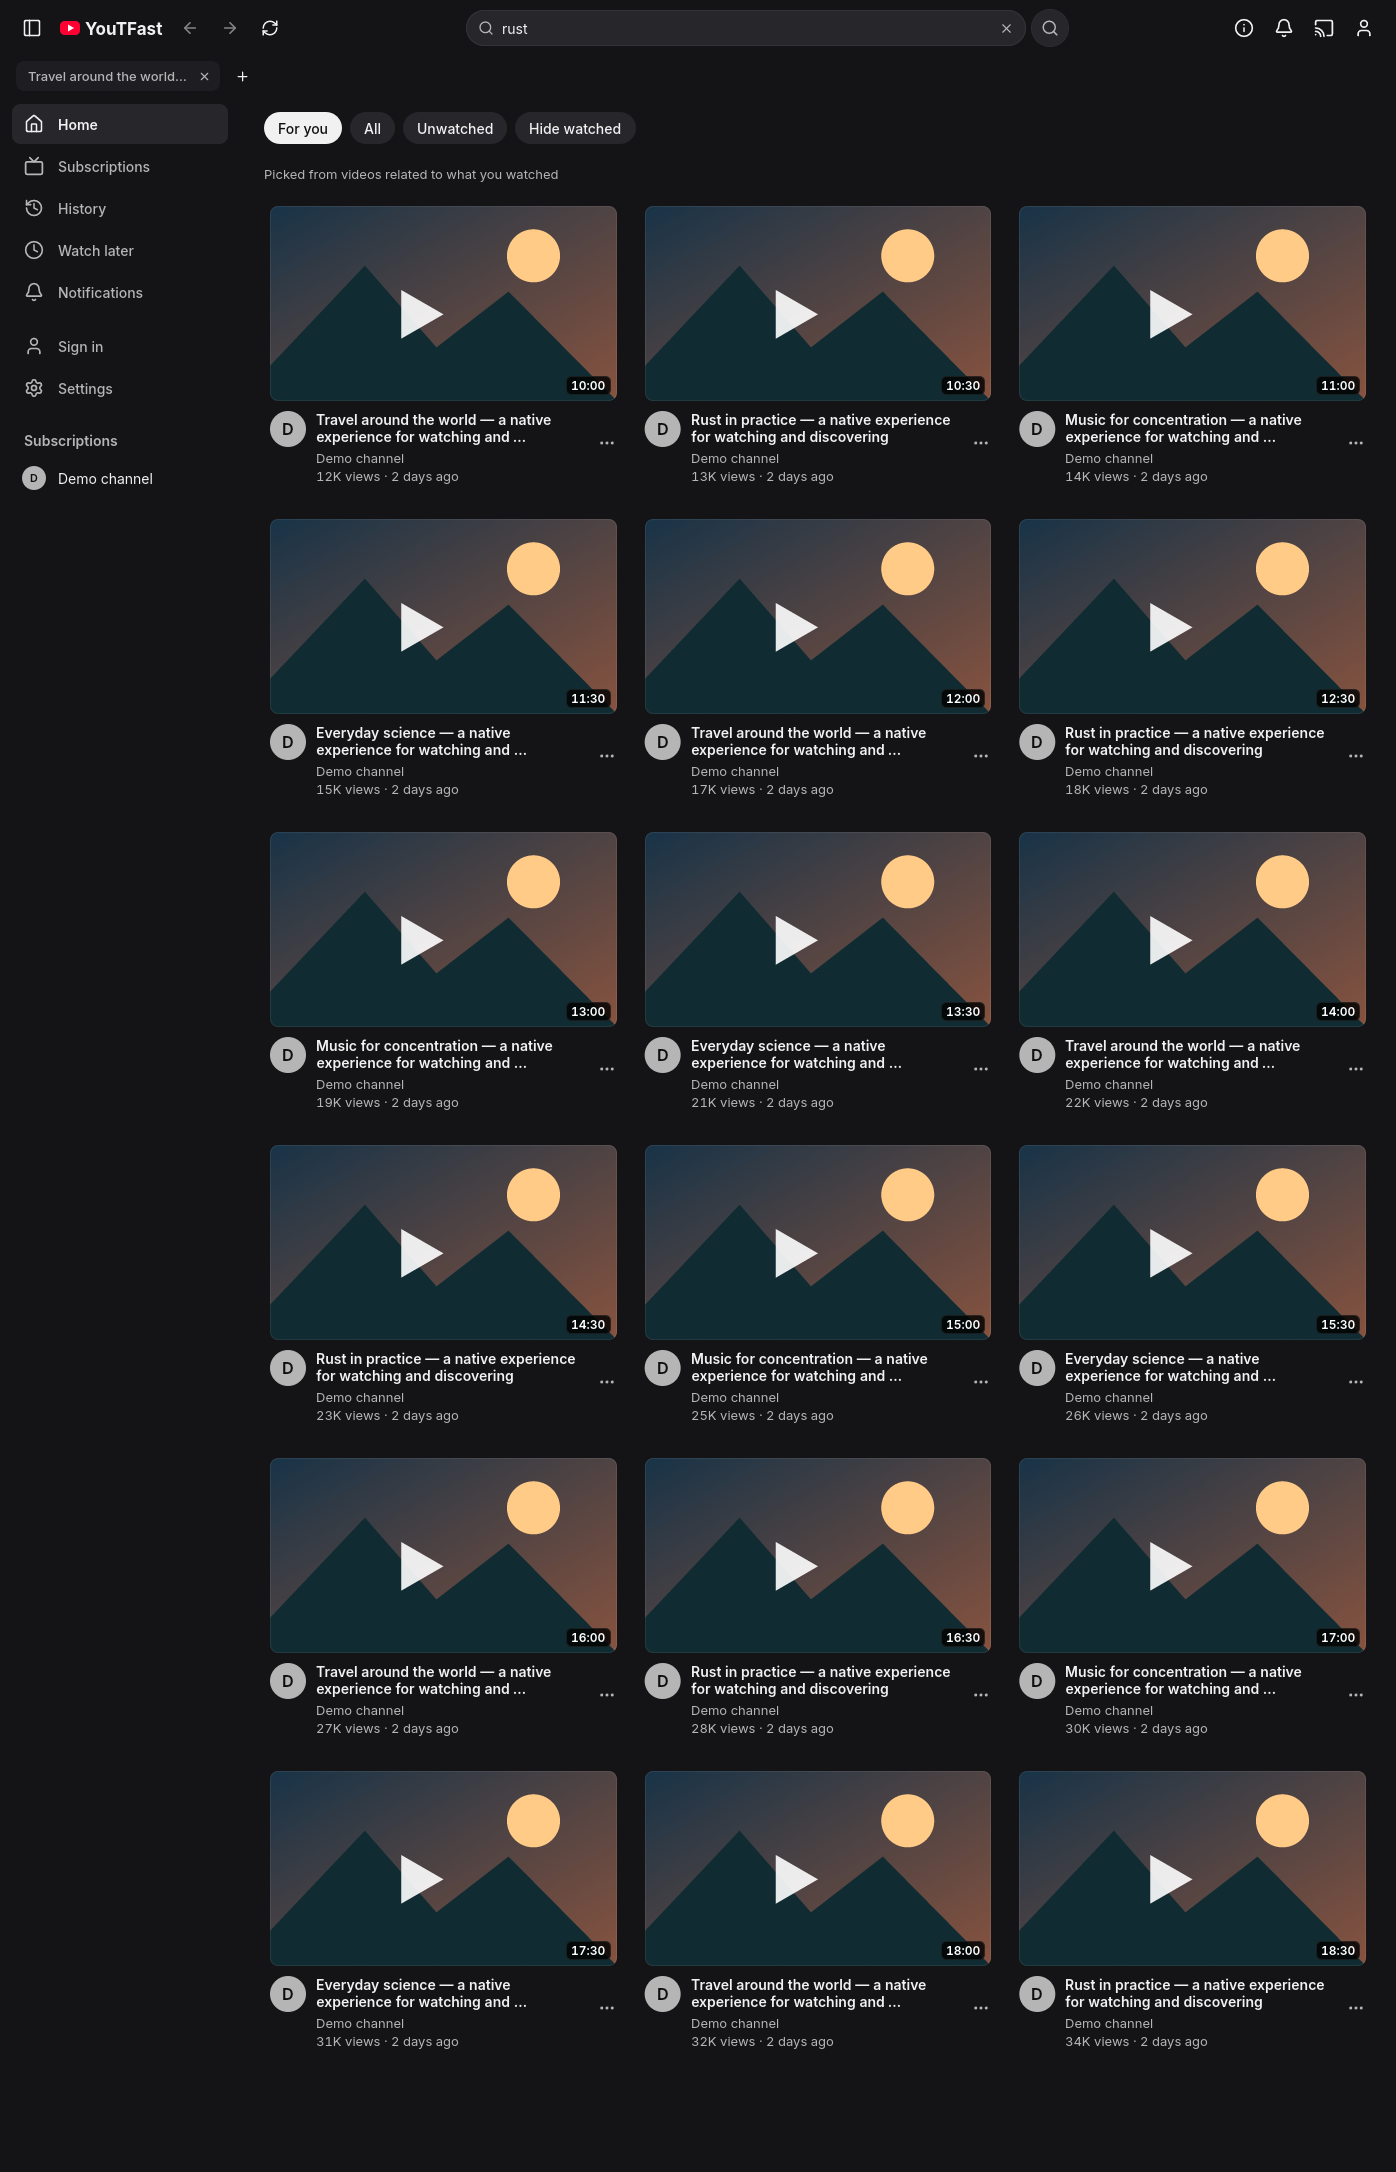 YouTFast
rust
Travel around the world...
Home
Subscriptions
History
Watch later
Notifications
Sign in
Settings
Subscriptions
D
Demo channel
For you
All
Unwatched
Hide watched
Picked from videos related to what you watched
10:00
D
Travel around the world — a native
experience for watching and ...
Demo channel
12K views · 2 days ago
10:30
D
Rust in practice — a native experience
for watching and discovering
Demo channel
13K views · 2 days ago
11:00
D
Music for concentration — a native
experience for watching and ...
Demo channel
14K views · 2 days ago
11:30
D
Everyday science — a native
experience for watching and ...
Demo channel
15K views · 2 days ago
12:00
D
Travel around the world — a native
experience for watching and ...
Demo channel
17K views · 2 days ago
12:30
D
Rust in practice — a native experience
for watching and discovering
Demo channel
18K views · 2 days ago
13:00
D
Music for concentration — a native
experience for watching and ...
Demo channel
19K views · 2 days ago
13:30
D
Everyday science — a native
experience for watching and ...
Demo channel
21K views · 2 days ago
14:00
D
Travel around the world — a native
experience for watching and ...
Demo channel
22K views · 2 days ago
14:30
D
Rust in practice — a native experience
for watching and discovering
Demo channel
23K views · 2 days ago
15:00
D
Music for concentration — a native
experience for watching and ...
Demo channel
25K views · 2 days ago
15:30
D
Everyday science — a native
experience for watching and ...
Demo channel
26K views · 2 days ago
16:00
D
Travel around the world — a native
experience for watching and ...
Demo channel
27K views · 2 days ago
16:30
D
Rust in practice — a native experience
for watching and discovering
Demo channel
28K views · 2 days ago
17:00
D
Music for concentration — a native
experience for watching and ...
Demo channel
30K views · 2 days ago
17:30
D
Everyday science — a native
experience for watching and ...
Demo channel
31K views · 2 days ago
18:00
D
Travel around the world — a native
experience for watching and ...
Demo channel
32K views · 2 days ago
18:30
D
Rust in practice — a native experience
for watching and discovering
Demo channel
34K views · 2 days ago